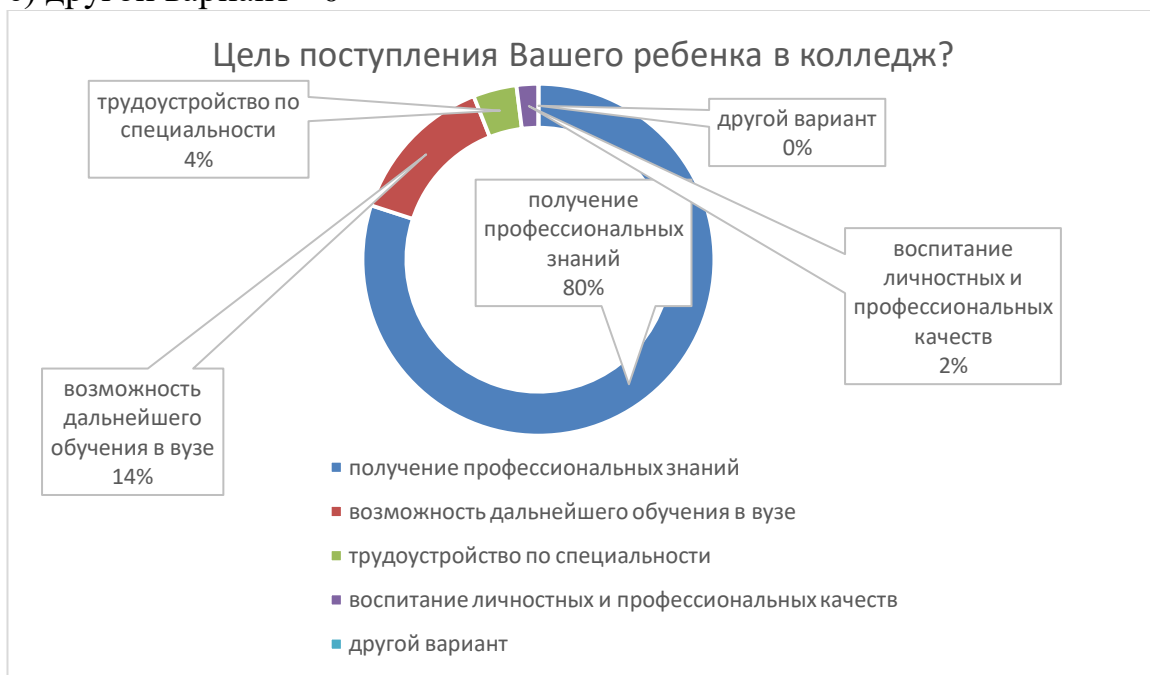 Цель поступления Вашего ребенка в колледж?
трудоустройство по
специальности
4%
другой вариант
0%
получение
профессиональных
знаний
80%
воспитание
личностных и
профессиональных
качеств
2%
возможность
дальнейшего
обучения в вузе
14%
получение профессиональных знаний
возможность дальнейшего обучения в вузе
трудоустройство по специальности
воспитание личностных и профессиональных качеств
другой вариант